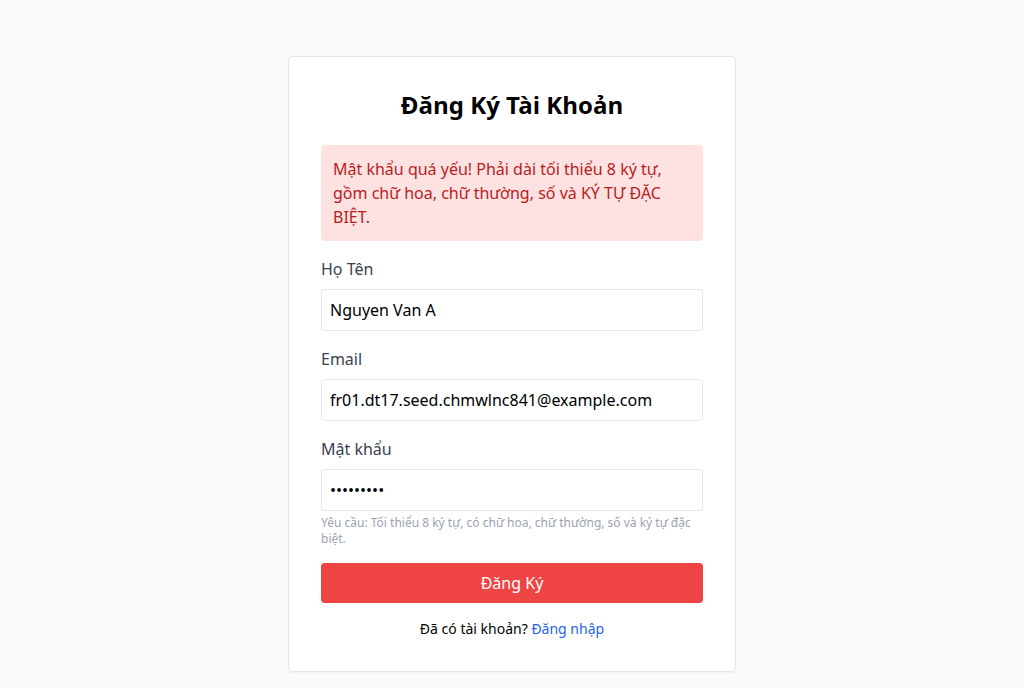 Đăng Ký Tài Khoản
Mật khẩu quá yếu! Phải dài tối thiểu 8 ký tự,
gồm chữ hoa, chữ thường, số và KÝ TỰ ĐẶC
BIỆT.
Họ Tên
Nguyen Van A
Email
fr01.dt17.seed.chmwlnc841@example.com
Mật khẩu
•••••••••
Yêu cầu: Tối thiểu 8 ký tự, có chữ hoa, chữ thường, số và ký tự đặc
biệt.
Đăng Ký
Đã có tài khoản? Đăng nhập